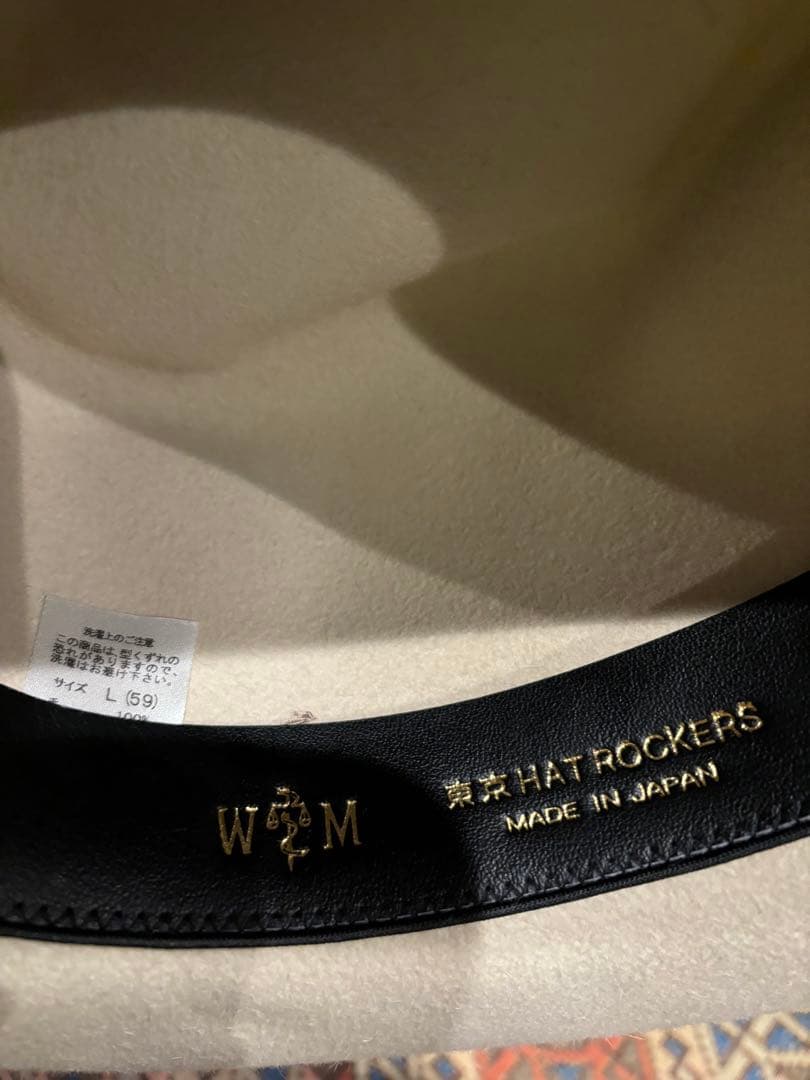 洗濯上のご注意
この商品は、型くずれの
恐れがありますので、
洗濯はお避け下さい。
サイズ L (59)
100%
W M
東京 HAT ROCKERS
MADE IN JAPAN